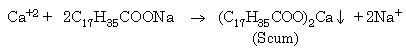 Ca⁺² + 2C₁₇H₃₅COONa → (C₁₇H₃₅COO)₂Ca↓ + 2Na⁺
(Scum)